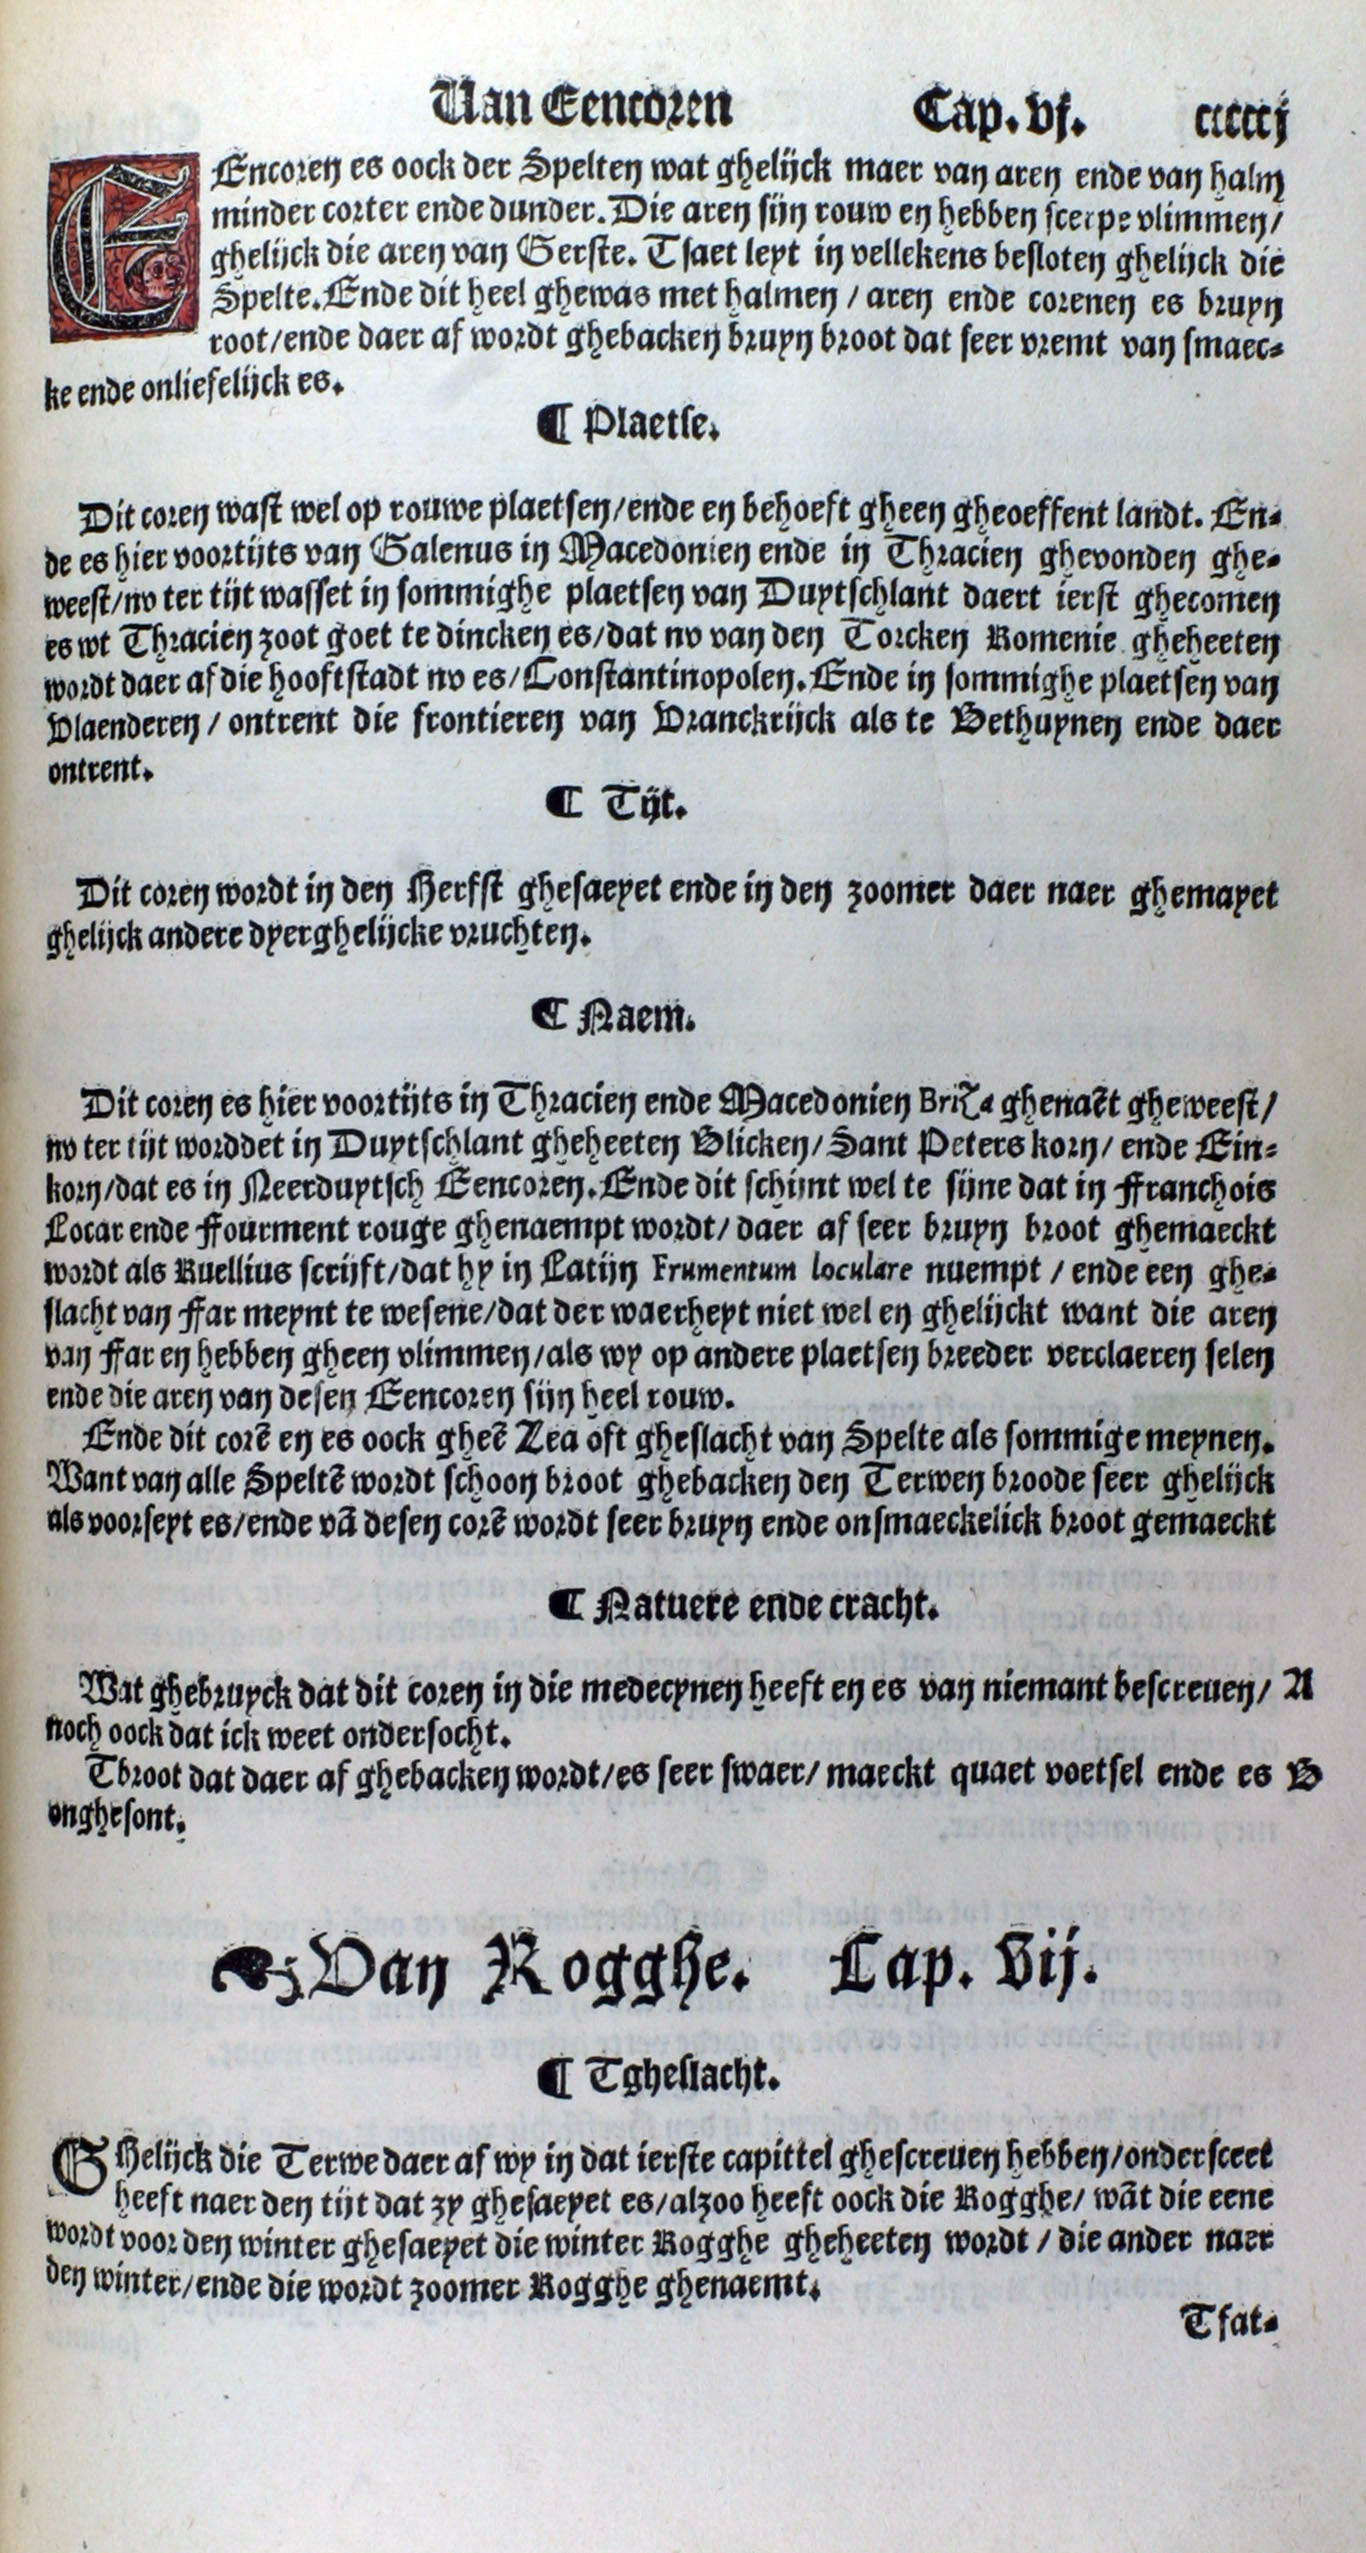 Uan Eencoren Cap. vj. cccccj
EEncoren es oock der Spelten wat ghelijck maer van aren ende van halm
minder corter ende dunder. Die aren sijn rouw en hebben scerpe vlimmen/
ghelijck die aren van Gerste. Tsaet leyt in vellekens besloten ghelijck die
Spelte. Ende dit heel ghewas met halmen / aren ende corenen es bruyn
root/ende daer af wordt ghebacken bruyn broot dat seer vremt van smaec-
ke ende onliefelijck es.
¶ Plaetse.
Dit coren wast wel op rouwe plaetsen/ende en behoeft gheen gheoeffent landt. En-
de es hier voortijts van Galenus in Macedonien ende in Thracien ghevonden ghe-
weest/nv ter tijt wasset in sommighe plaetsen van Duytschlant daert ierst ghecomen
es wt Thracien zoot goet te dincken es/dat nv van den Torcken Romenie gheheeten
wordt daer af die hooftstadt nv es/Constantinopolen. Ende in sommighe plaetsen van
Vlaenderen / ontrent die frontieren van Vranckrijck als te Bethuynen ende daer
ontrent.
¶ Tijt.
Dit coren wordt in den Herfst ghesaeyet ende in den zoomer daer naer ghemayet
ghelijck andere dyerghelijcke vruchten.
¶ Naem.
Dit coren es hier voortijts in Thracien ende Macedonien Briza ghenaēt gheweest/
nv ter tijt worddet in Duytschlant gheheeten Blicken/Sant Peters korn/ ende Ein-
korn/dat es in Neerduytsch Eencoren. Ende dit schijnt wel te sijne dat in Franchois
Locar ende Fourment rouge ghenaempt wordt/ daer af seer bruyn broot ghemaeckt
wordt als Ruellius scrijft/dat hy in Latijn Frumentum loculare nuempt / ende een ghe-
slacht van Far meynt te wesene/dat der waerheyt niet wel en ghelijckt want die aren
van Far en hebben gheen vlimmen/als wy op andere plaetsen breeder verclaeren selen
ende die aren van desen Eencoren sijn heel rouw.
Ende dit corē en es oock gheē Zea oft gheslacht van Spelte als sommige meynen.
Want van alle Speltē wordt schoon broot ghebacken den Terwen broode seer ghelijck
als voorseyt es/ende vā desen corē wordt seer bruyn ende onsmaeckelick broot gemaeckt
¶ Natuere ende cracht.
Wat ghebruyck dat dit coren in die medecynen heeft en es van niemant bescreuen/ A
noch oock dat ick weet ondersocht.
Tbroot dat daer af ghebacken wordt/es seer swaer/ maeckt quaet voetsel ende es B
onghesont.
❧Van Rogghe. Cap. vij.
¶ Tgheslacht.
GHelijck die Terwe daer af wy in dat ierste capittel ghescreuen hebben/ondersceet
heeft naer den tijt dat zy ghesaeyet es/alzoo heeft oock die Rogghe/ wāt die eene
wordt voor den winter ghesaeyet die winter Rogghe gheheeten wordt / die ander naer
den winter/ende die wordt zoomer Rogghe ghenaemt.
Tsat-